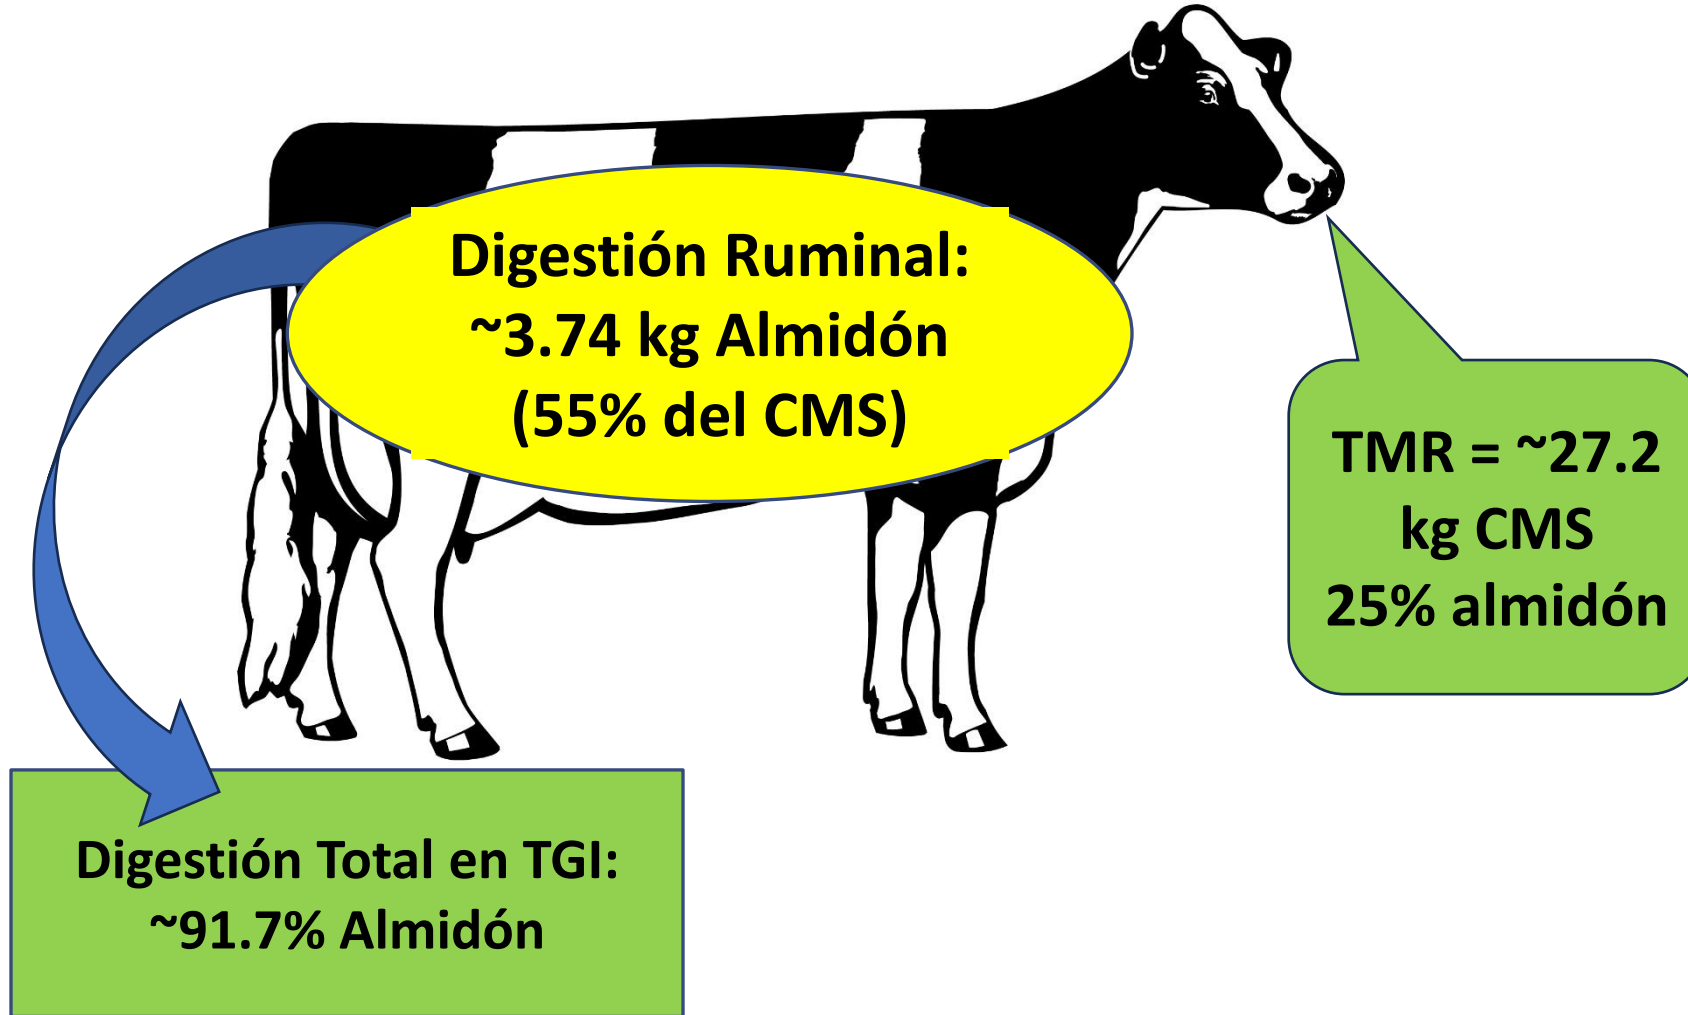 Digestión Ruminal:
~3.74 kg Almidón
(55% del CMS)
TMR = ~27.2
kg CMS
25% almidón
Digestión Total en TGI:
~91.7% Almidón